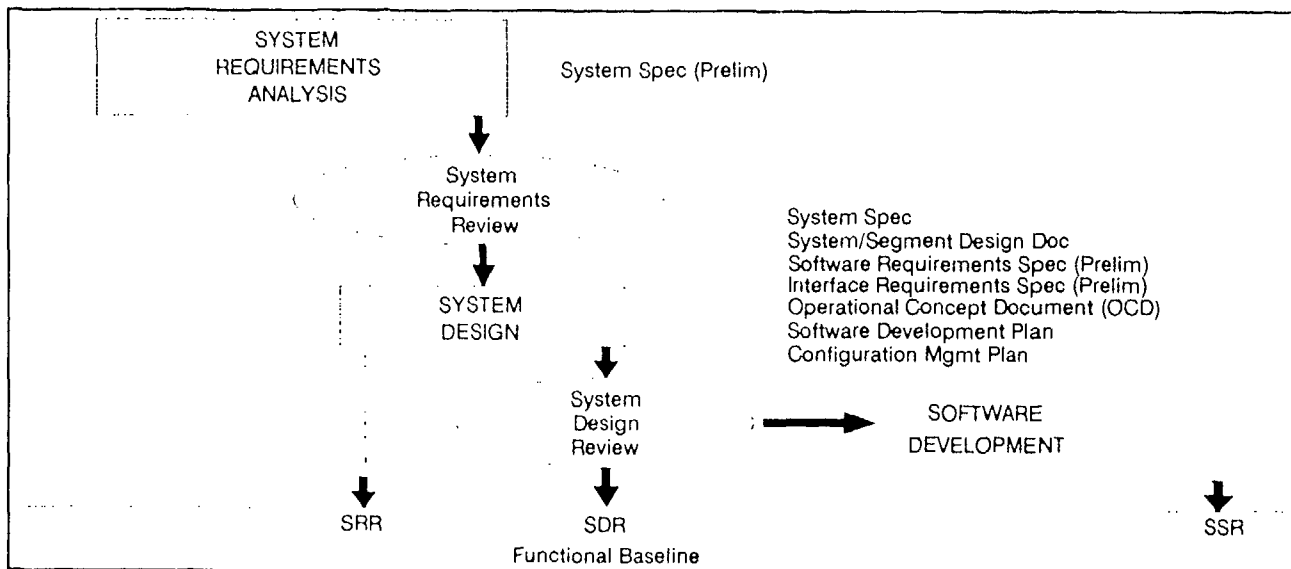 SYSTEM
REQUIREMENTS
ANALYSIS
System Spec (Prelim)
System
Requirements
Review
System Spec
System/Segment Design Doc
Software Requirements Spec (Prelim)
Interface Requirements Spec (Prelim)
Operational Concept Document (OCD)
Software Development Plan
Configuration Mgmt Plan
SYSTEM
DESIGN
System
Design
Review
SOFTWARE
DEVELOPMENT
SRR
SDR
Functional Baseline
SSR